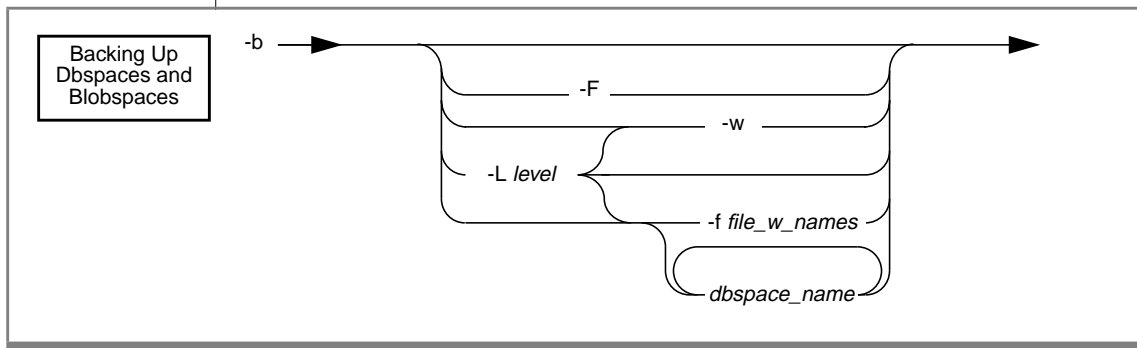 Backing Up
Dbspaces and
Blobspaces
-b
-F
-w
-L level
-f file_w_names
dbspace_name